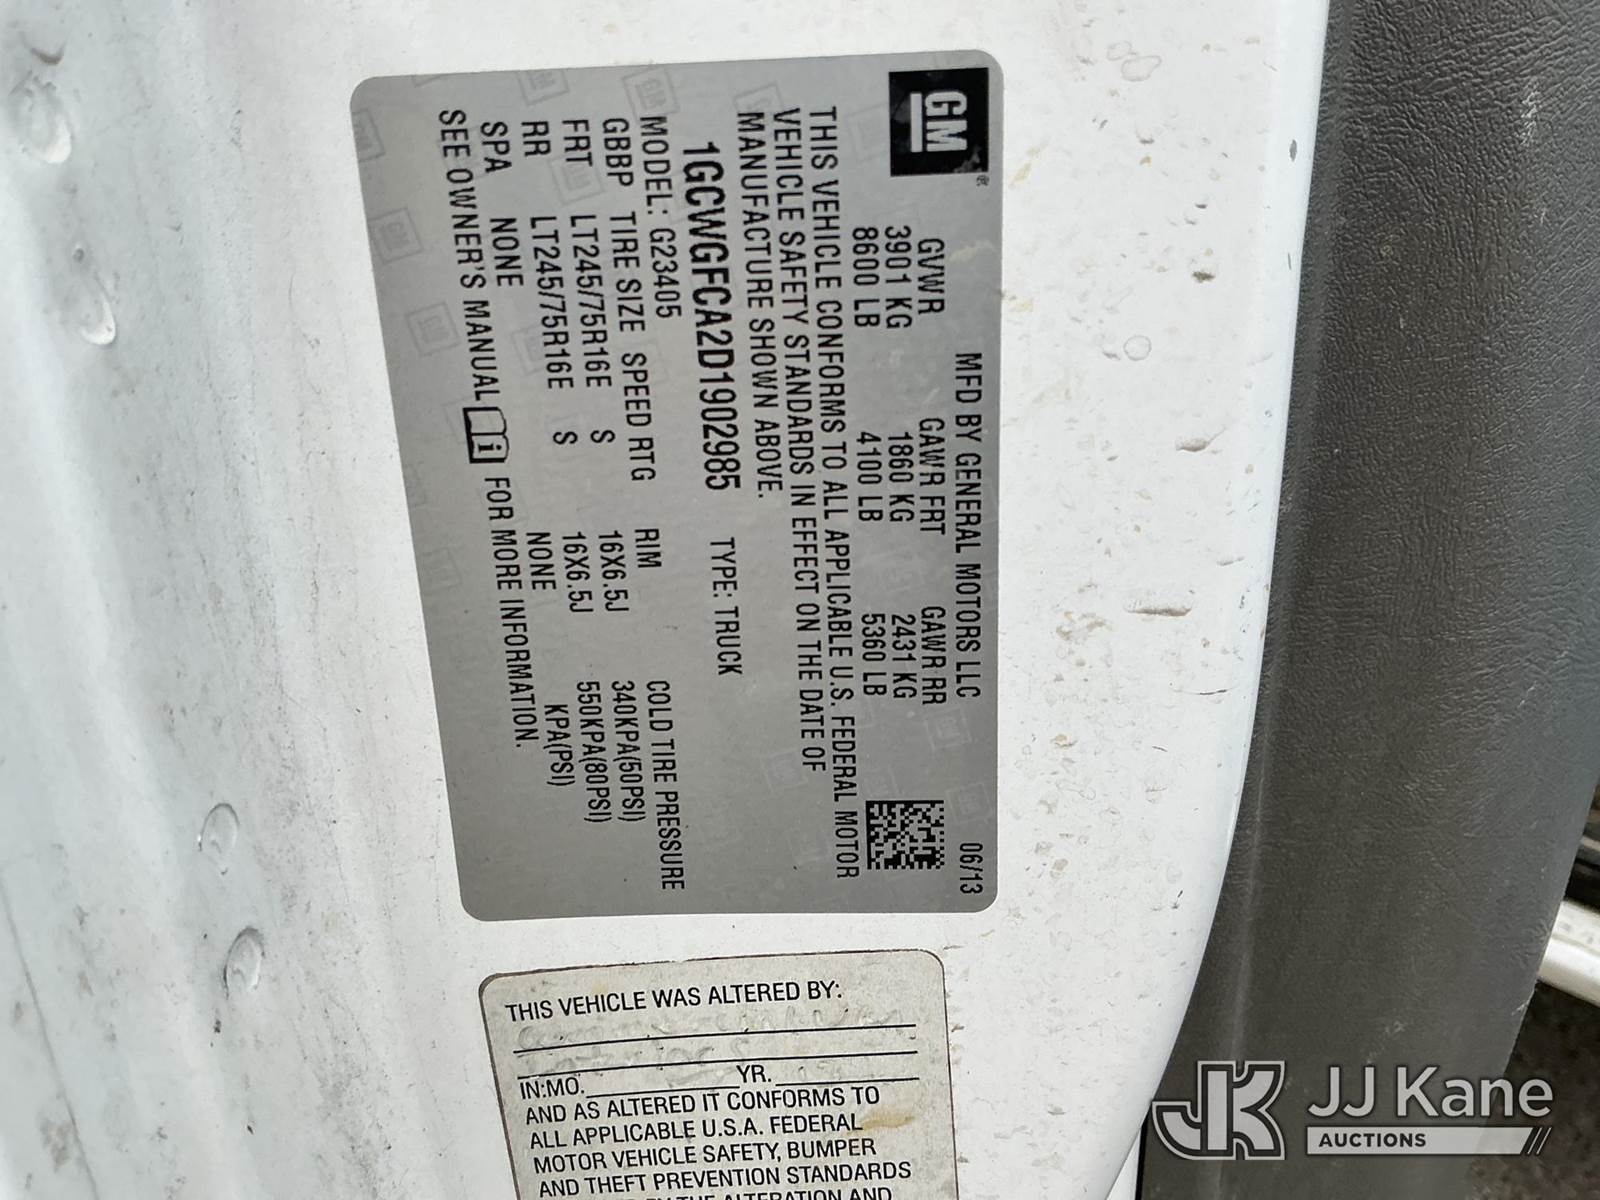 GM®
MFD BY GENERAL MOTORS LLC 06/13
GVWR GAWR FRT GAWR RR
3901 KG 1860 KG 2431 KG
8600 LB 4100 LB 5360 LB
THIS VEHICLE CONFORMS TO ALL APPLICABLE U.S. FEDERAL MOTOR
VEHICLE SAFETY STANDARDS IN EFFECT ON THE DATE OF
MANUFACTURE SHOWN ABOVE.
1GCWGFCA2D1902985 TYPE: TRUCK
MODEL: G23405
GBBP TIRE SIZE SPEED RTG RIM COLD TIRE PRESSURE
FRT LT245/75R16E S 16X6.5J 340KPA(50PSI)
RR LT245/75R16E S 16X6.5J 550KPA(80PSI)
SPA NONE NONE KPA(PSI)
SEE OWNER'S MANUAL i FOR MORE INFORMATION.
THIS VEHICLE WAS ALTERED BY:
IN:MO. YR.
AND AS ALTERED IT CONFORMS TO
ALL APPLICABLE U.S.A. FEDERAL
MOTOR VEHICLE SAFETY, BUMPER
AND THEFT PREVENTION STANDARDS
BY THE ALTERATION AND
JK JJ Kane
AUCTIONS